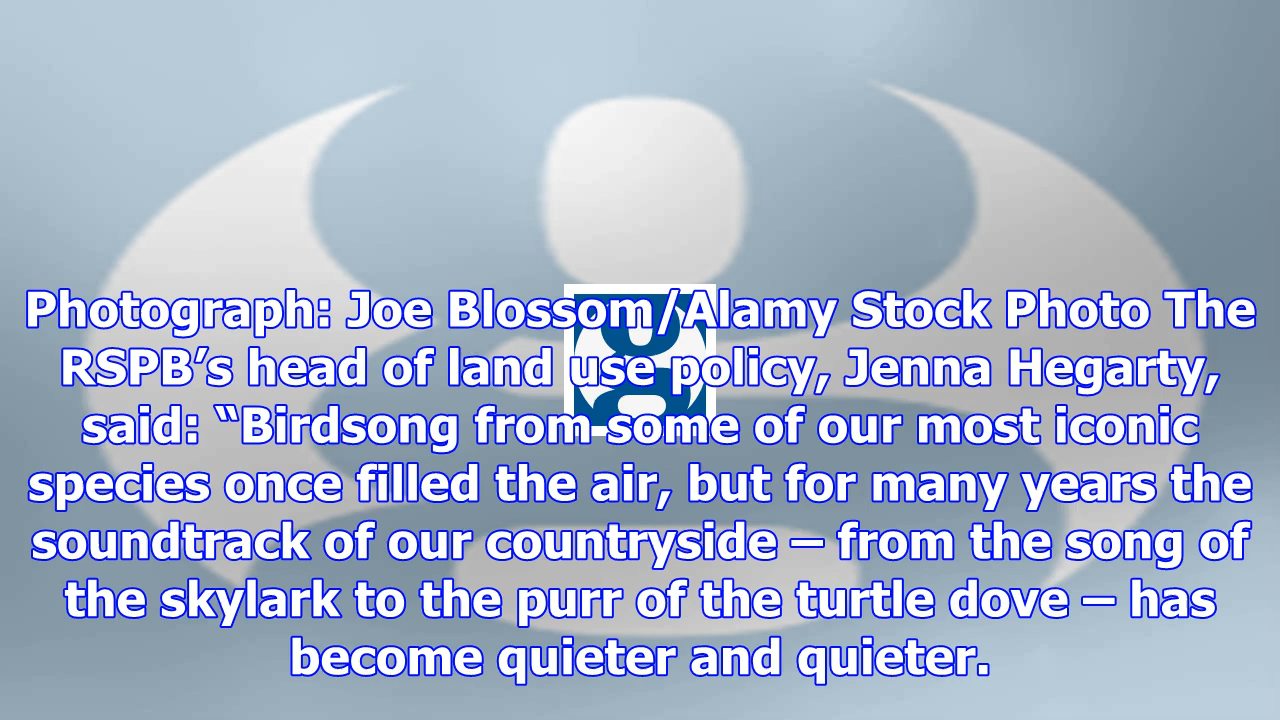 Photograph: Joe Blossom/Alamy Stock Photo The
RSPB’s head of land use policy, Jenna Hegarty,
said: “Birdsong from some of our most iconic
species once filled the air, but for many years the
soundtrack of our countryside – from the song of
the skylark to the purr of the turtle dove – has
become quieter and quieter.